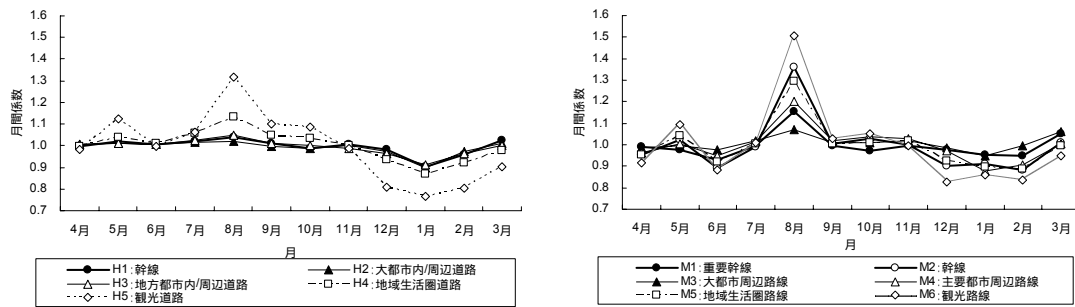 1.6
1.5
1.4
1.3
1.2
1.1
1.0
0.9
0.8
0.7
月間係数
4月 5月 6月 7月 8月 9月 10月 11月 12月 1月 2月 3月
月
H1:幹線 H2:大都市内/周辺道路
H3:地方都市内/周辺道路 H4:地域生活圏道路
H5:観光道路
1.6
1.5
1.4
1.3
1.2
1.1
1.0
0.9
0.8
0.7
月間係数
4月 5月 6月 7月 8月 9月 10月 11月 12月 1月 2月 3月
月
M1:重要幹線 M2:幹線
M3:大都市周辺路線 M4:主要都市周辺路線
M5:地域生活圏路線 M6:観光路線